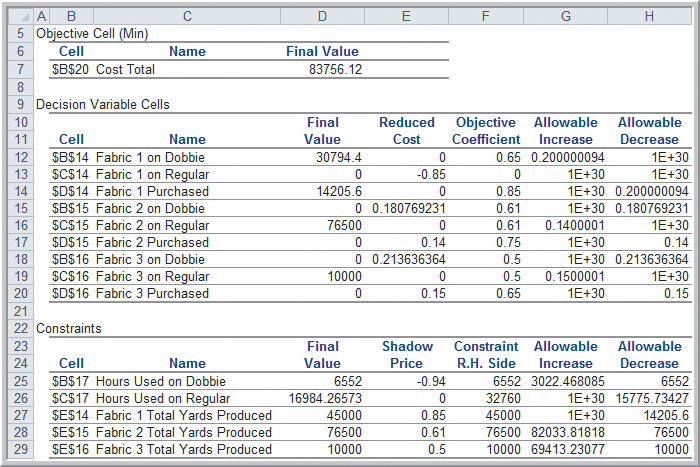 A B C D E F G H
5 Objective Cell (Min)
6 Cell Name Final Value
7 $B$20 Cost Total 83756.12
8
9 Decision Variable Cells
10 Final Reduced Objective Allowable Allowable
11 Cell Name Value Cost Coefficient Increase Decrease
12 $B$14 Fabric 1 on Dobbie 30794.4 0 0.65 0.200000094 1E+30
13 $C$14 Fabric 1 on Regular 0 -0.85 0 1E+30 1E+30
14 $D$14 Fabric 1 Purchased 14205.6 0 0.85 1E+30 0.200000094
15 $B$15 Fabric 2 on Dobbie 0 0.180769231 0.61 1E+30 0.180769231
16 $C$15 Fabric 2 on Regular 76500 0 0.61 0.1400001 1E+30
17 $D$15 Fabric 2 Purchased 0 0.14 0.75 1E+30 0.14
18 $B$16 Fabric 3 on Dobbie 0 0.213636364 0.5 1E+30 0.213636364
19 $C$16 Fabric 3 on Regular 10000 0 0.5 0.1500001 1E+30
20 $D$16 Fabric 3 Purchased 0 0.15 0.65 1E+30 0.15
21
22 Constraints
23 Final Shadow Constraint Allowable Allowable
24 Cell Name Value Price R.H. Side Increase Decrease
25 $B$17 Hours Used on Dobbie 6552 -0.94 6552 3022.468085 6552
26 $C$17 Hours Used on Regular 16984.26573 0 32760 1E+30 15775.73427
27 $E$14 Fabric 1 Total Yards Produced 45000 0.85 45000 1E+30 14205.6
28 $E$15 Fabric 2 Total Yards Produced 76500 0.61 76500 82033.81818 76500
29 $E$16 Fabric 3 Total Yards Produced 10000 0.5 10000 69413.23077 10000